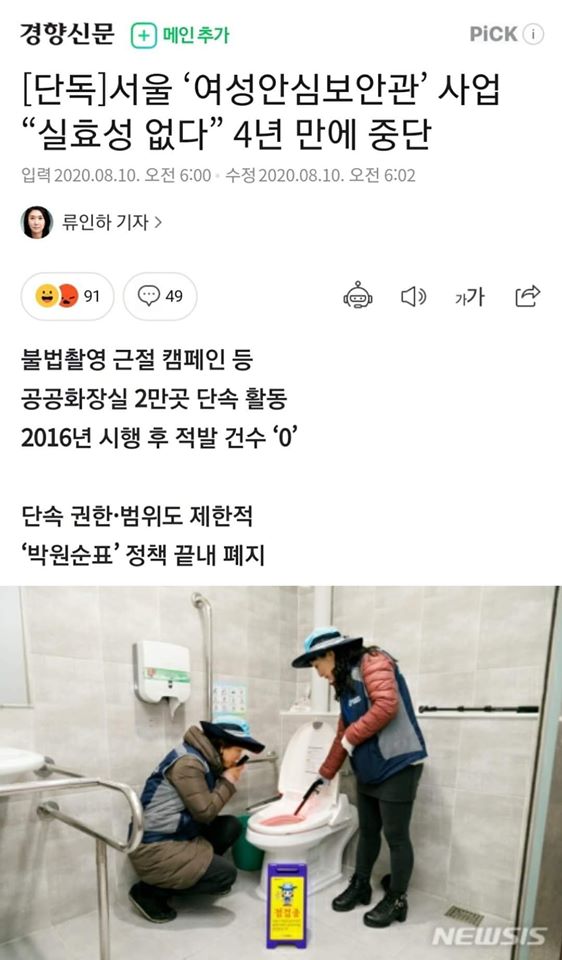 경향신문 메인 추가 PiCK
[단독]서울 ‘여성안심보안관’ 사업
“실효성 없다” 4년 만에 중단
입력 2020.08.10. 오전 6:00 · 수정 2020.08.10. 오전 6:02
류인하 기자 >
91 49 가가
불법촬영 근절 캠페인 등
공공화장실 2만곳 단속 활동
2016년 시행 후 적발 건수 ‘0’
단속 권한·범위도 제한적
‘박원순표’ 정책 끝내 폐지
점검중
NEWSIS